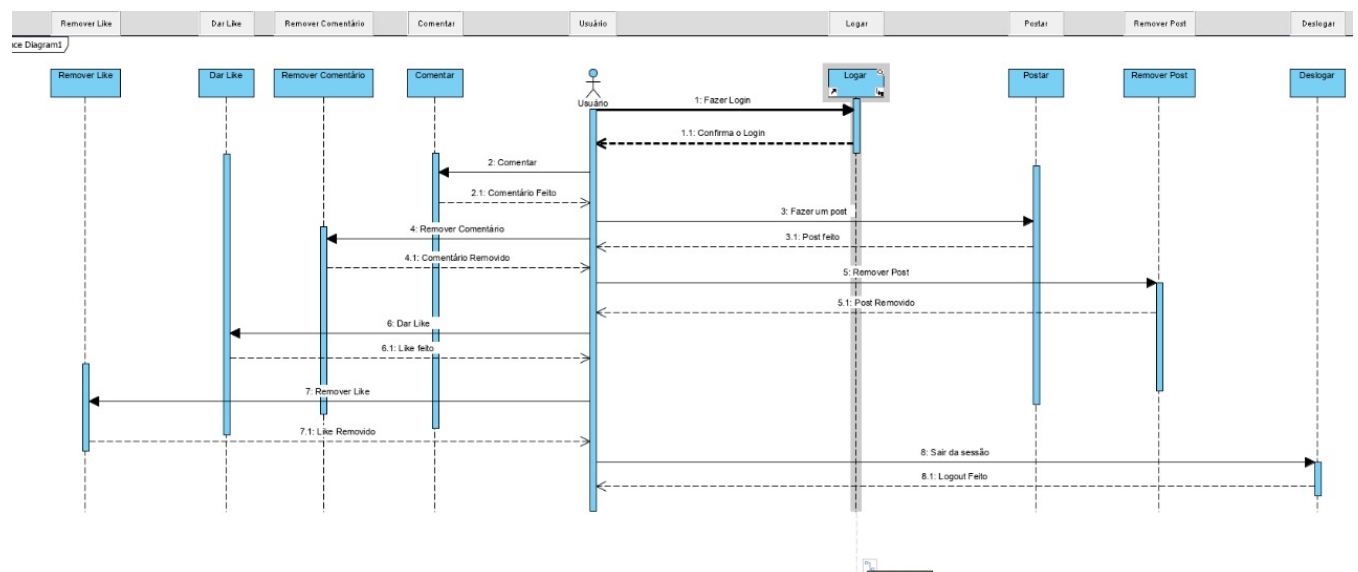 Remover Like
Dar Like
Remover Comentário
Comentar
Usuário
Logar
Postar
Remover Post
Deslogar
ce Diagram1
Remover Like
Dar Like
Remover Comentário
Comentar
Usuário
Logar
Postar
Remover Post
Deslogar
1: Fazer Login
1.1: Confirma o Login
2: Comentar
2.1: Comentário Feito
3: Fazer um post
4: Remover Comentário
3.1: Post feito
4.1: Comentário Removido
5: Remover Post
5.1: Post Removido
6: Dar Like
6.1: Like feito
7: Remover Like
7.1: Like Removido
8: Sair da sessão
8.1: Logout Feito